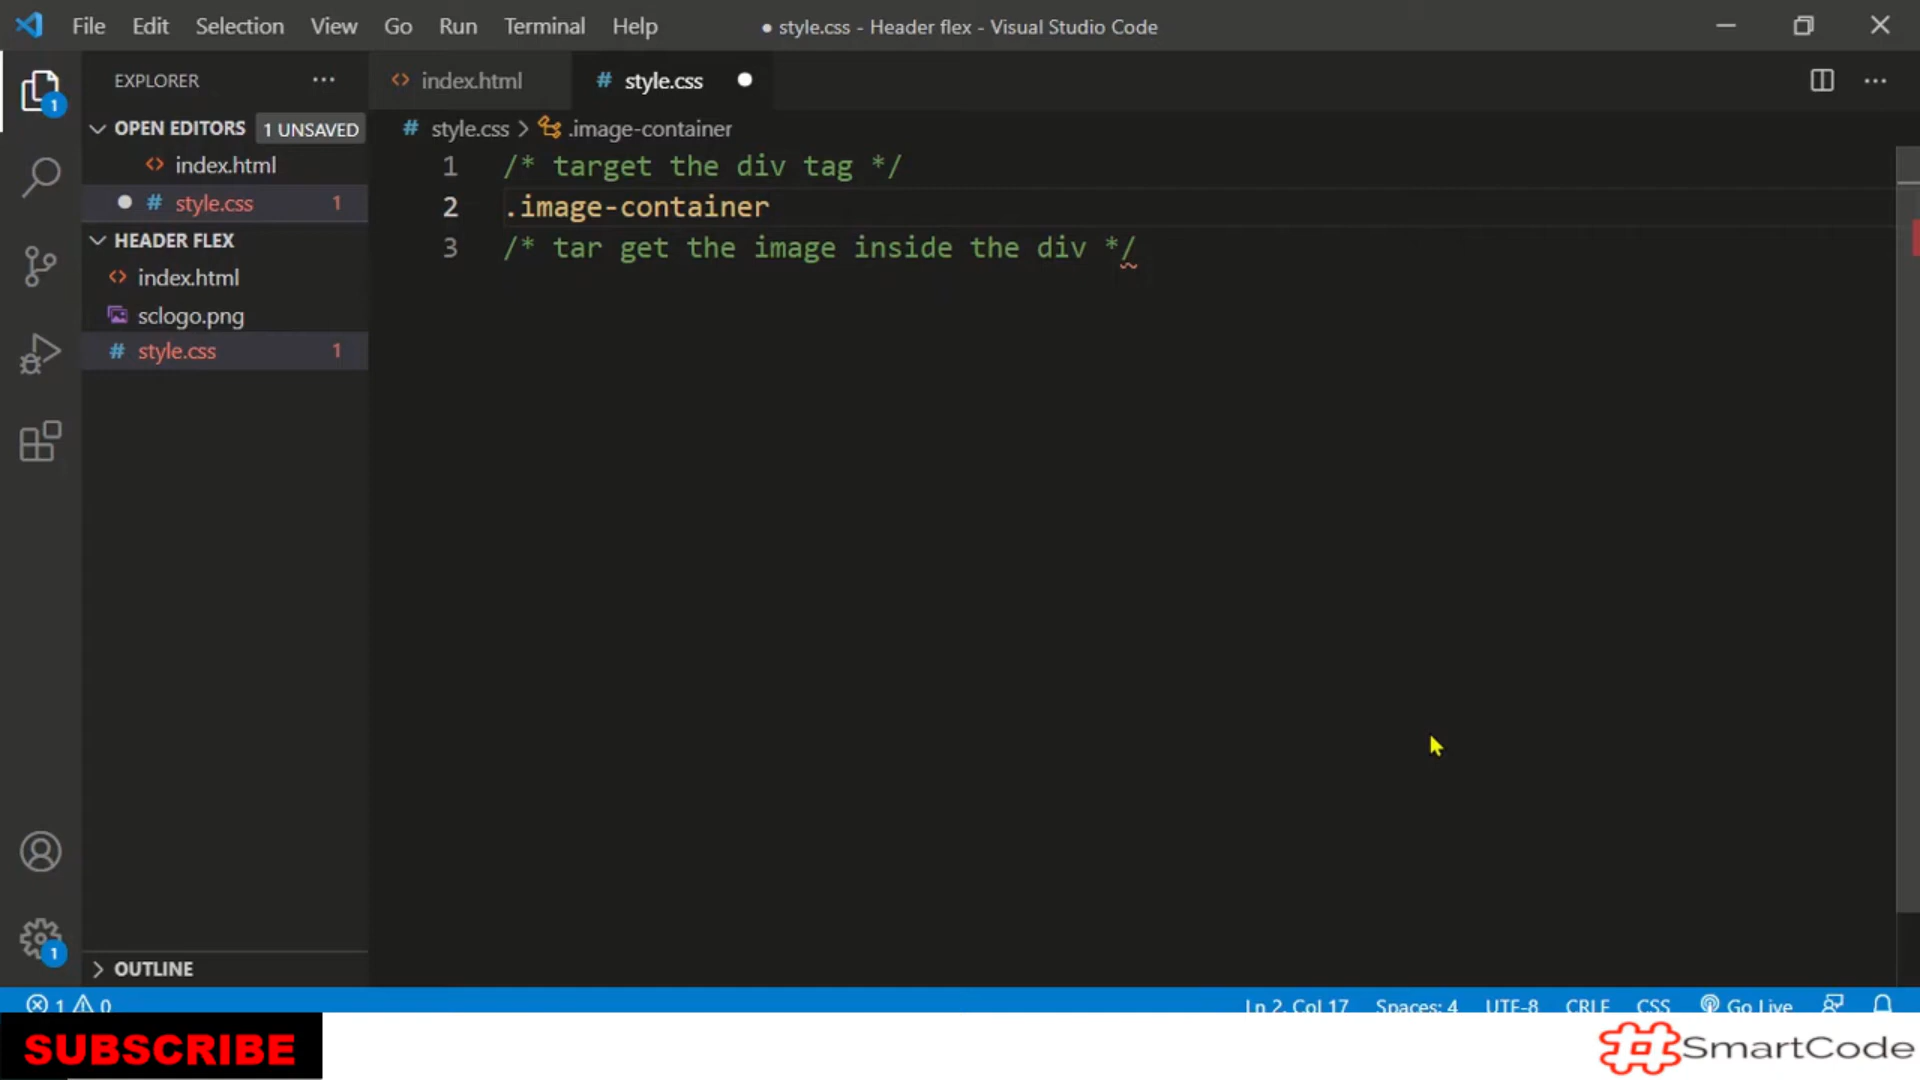 File Edit Selection View Go Run Terminal Help
● style.css - Header flex - Visual Studio Code
EXPLORER
index.html
style.css
OPEN EDITORS 1 UNSAVED
index.html
style.css 1
HEADER FLEX
index.html
sclogo.png
style.css 1
OUTLINE
style.css > .image-container
1 /* target the div tag */
2 .image-container
3 /* tar get the image inside the div */
1
1
1 0
Ln 2, Col 17 Spaces: 4 UTF-8 CRLF CSS Go Live
SUBSCRIBE
SmartCode